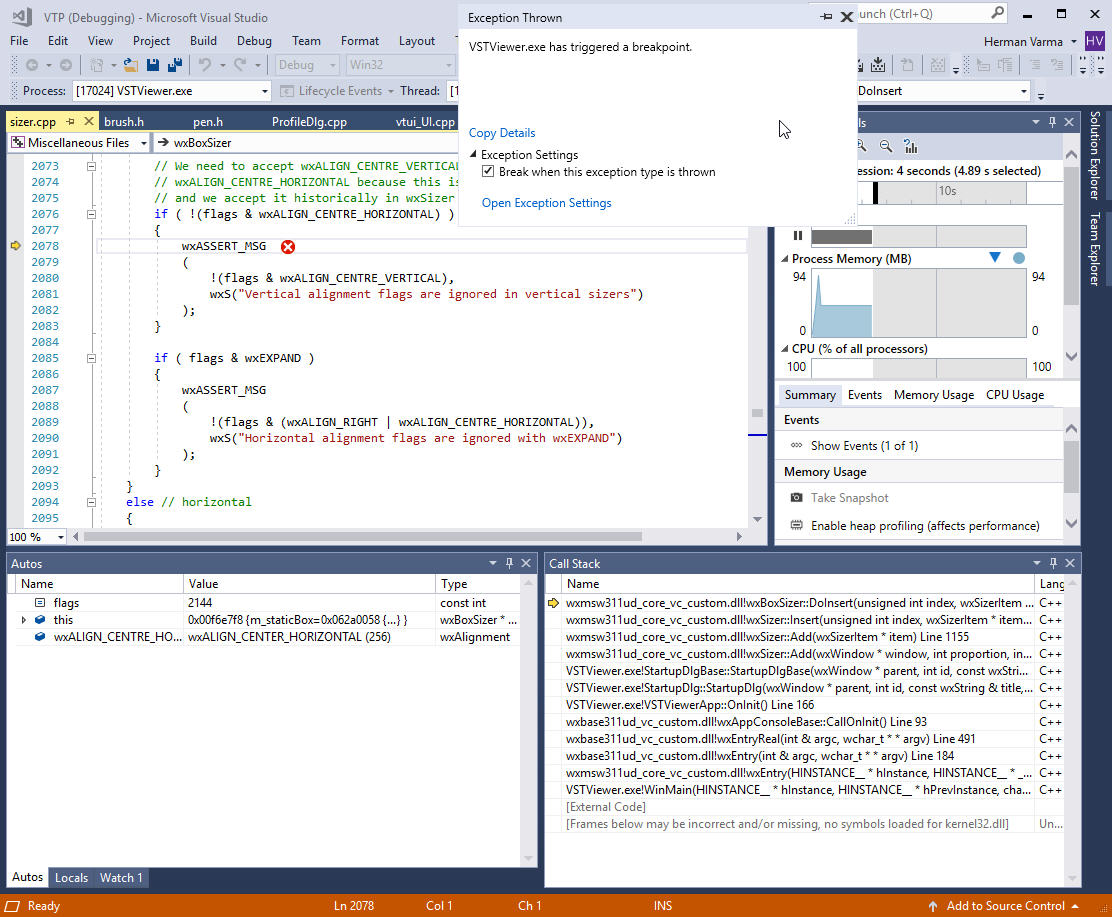 VTP (Debugging) - Microsoft Visual Studio
unch (Ctrl+Q)
File Edit View Project Build Debug Team Format Layout
Herman Varma HV
Debug Win32
Process: [17024] VSTViewer.exe Lifecycle Events Thread: [1
DoInsert
Exception Thrown
VSTViewer.exe has triggered a breakpoint.
Copy Details
Exception Settings
Break when this exception type is thrown
Open Exception Settings
sizer.cpp brush.h pen.h ProfileDlg.cpp vtui_UI.cpp
Miscellaneous Files wxBoxSizer
2073 // We need to accept wxALIGN_CENTRE_VERTICAL
2074 // wxALIGN_CENTRE_HORIZONTAL because this is
2075 // and we accept it historically in wxSizer
2076 if ( !(flags & wxALIGN_CENTRE_HORIZONTAL) )
2077 {
2078 wxASSERT_MSG
2079 (
2080 !(flags & wxALIGN_CENTRE_VERTICAL),
2081 wxS("Vertical alignment flags are ignored in vertical sizers")
2082 );
2083 }
2084
2085 if ( flags & wxEXPAND )
2086 {
2087 wxASSERT_MSG
2088 (
2089 !(flags & (wxALIGN_RIGHT | wxALIGN_CENTRE_HORIZONTAL)),
2090 wxS("Horizontal alignment flags are ignored with wxEXPAND")
2091 );
2092 }
2093 }
2094 else // horizontal
2095 {
100 %
ls
ession: 4 seconds (4.89 s selected)
10s
Process Memory (MB)
94 94
0 0
CPU (% of all processors)
100 100
Summary Events Memory Usage CPU Usage
Events
Show Events (1 of 1)
Memory Usage
Take Snapshot
Enable heap profiling (affects performance)
Solution Explorer
Team Explorer
Autos
Name Value Type
flags 2144 const int
this 0x00f6e7f8 {m_staticBox=0x062a0058 {...} } wxBoxSizer * ...
wxALIGN_CENTRE_HO... wxALIGN_CENTER_HORIZONTAL (256) wxAlignment
Autos Locals Watch 1
Call Stack
Name Lang
wxmsw311ud_core_vc_custom.dll!wxBoxSizer::DoInsert(unsigned int index, wxSizerItem ... C++
wxmsw311ud_core_vc_custom.dll!wxSizer::Insert(unsigned int index, wxSizerItem * item... C++
wxmsw311ud_core_vc_custom.dll!wxSizer::Add(wxSizerItem * item) Line 1155 C++
wxmsw311ud_core_vc_custom.dll!wxSizer::Add(wxWindow * window, int proportion, in... C++
VSTViewer.exe!StartupDlgBase::StartupDlgBase(wxWindow * parent, int id, const wxStri... C++
VSTViewer.exe!StartupDlg::StartupDlg(wxWindow * parent, int id, const wxString & title,... C++
VSTViewer.exe!VSTViewerApp::OnInit() Line 166 C++
wxbase311ud_vc_custom.dll!wxAppConsoleBase::CallOnInit() Line 93 C++
wxbase311ud_vc_custom.dll!wxEntryReal(int & argc, wchar_t * * argv) Line 491 C++
wxbase311ud_vc_custom.dll!wxEntry(int & argc, wchar_t * * argv) Line 184 C++
wxmsw311ud_core_vc_custom.dll!wxEntry(HINSTANCE__ * hInstance, HINSTANCE__ * _... C++
VSTViewer.exe!WinMain(HINSTANCE__ * hInstance, HINSTANCE__ * hPrevInstance, cha... C++
[External Code]
[Frames below may be incorrect and/or missing, no symbols loaded for kernel32.dll] Un...
Ready Ln 2078 Col 1 Ch 1 INS Add to Source Control